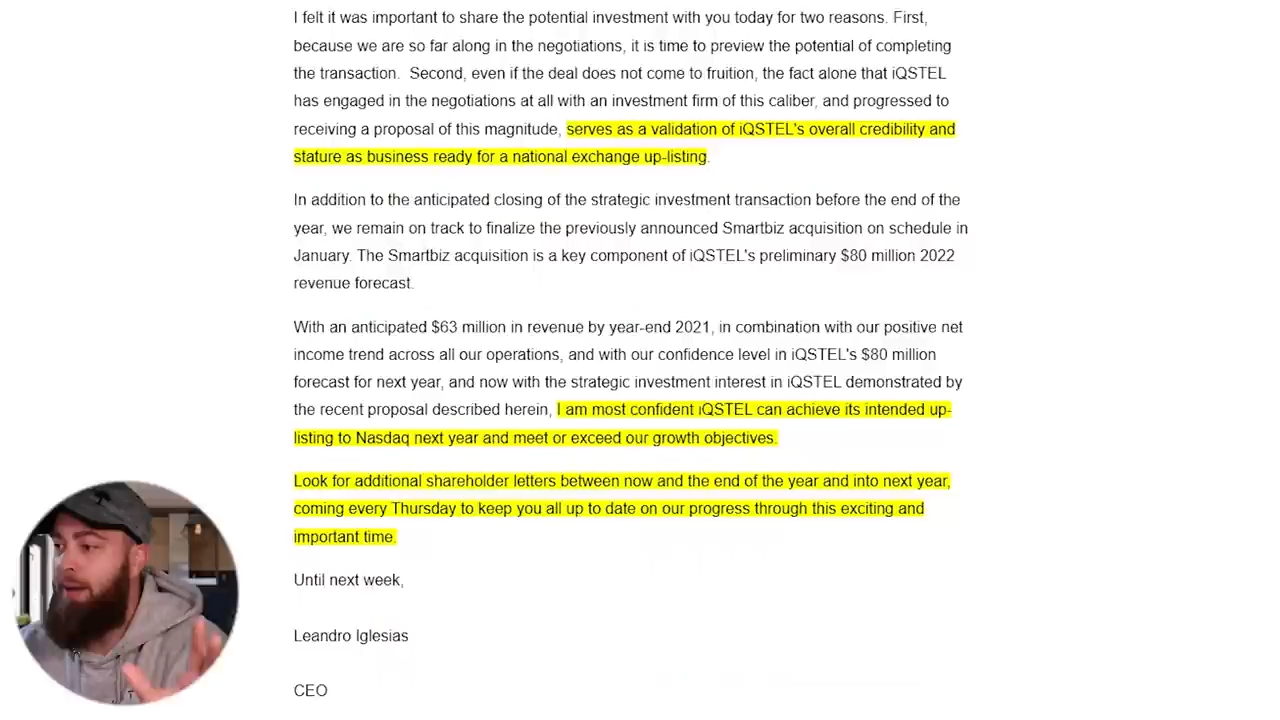 I felt it was important to share the potential investment with you today for two reasons. First,
because we are so far along in the negotiations, it is time to preview the potential of completing
the transaction.  Second, even if the deal does not come to fruition, the fact alone that iQSTEL
has engaged in the negotiations at all with an investment firm of this caliber, and progressed to
receiving a proposal of this magnitude, serves as a validation of iQSTEL's overall credibility and
stature as business ready for a national exchange up-listing.
In addition to the anticipated closing of the strategic investment transaction before the end of the
year, we remain on track to finalize the previously announced Smartbiz acquisition on schedule in
January. The Smartbiz acquisition is a key component of iQSTEL's preliminary $80 million 2022
revenue forecast.
With an anticipated $63 million in revenue by year-end 2021, in combination with our positive net
income trend across all our operations, and with our confidence level in iQSTEL's $80 million
forecast for next year, and now with the strategic investment interest in iQSTEL demonstrated by
the recent proposal described herein, I am most confident iQSTEL can achieve its intended up-
listing to Nasdaq next year and meet or exceed our growth objectives.
Look for additional shareholder letters between now and the end of the year and into next year,
coming every Thursday to keep you all up to date on our progress through this exciting and
important time.
Until next week,
Leandro Iglesias
CEO